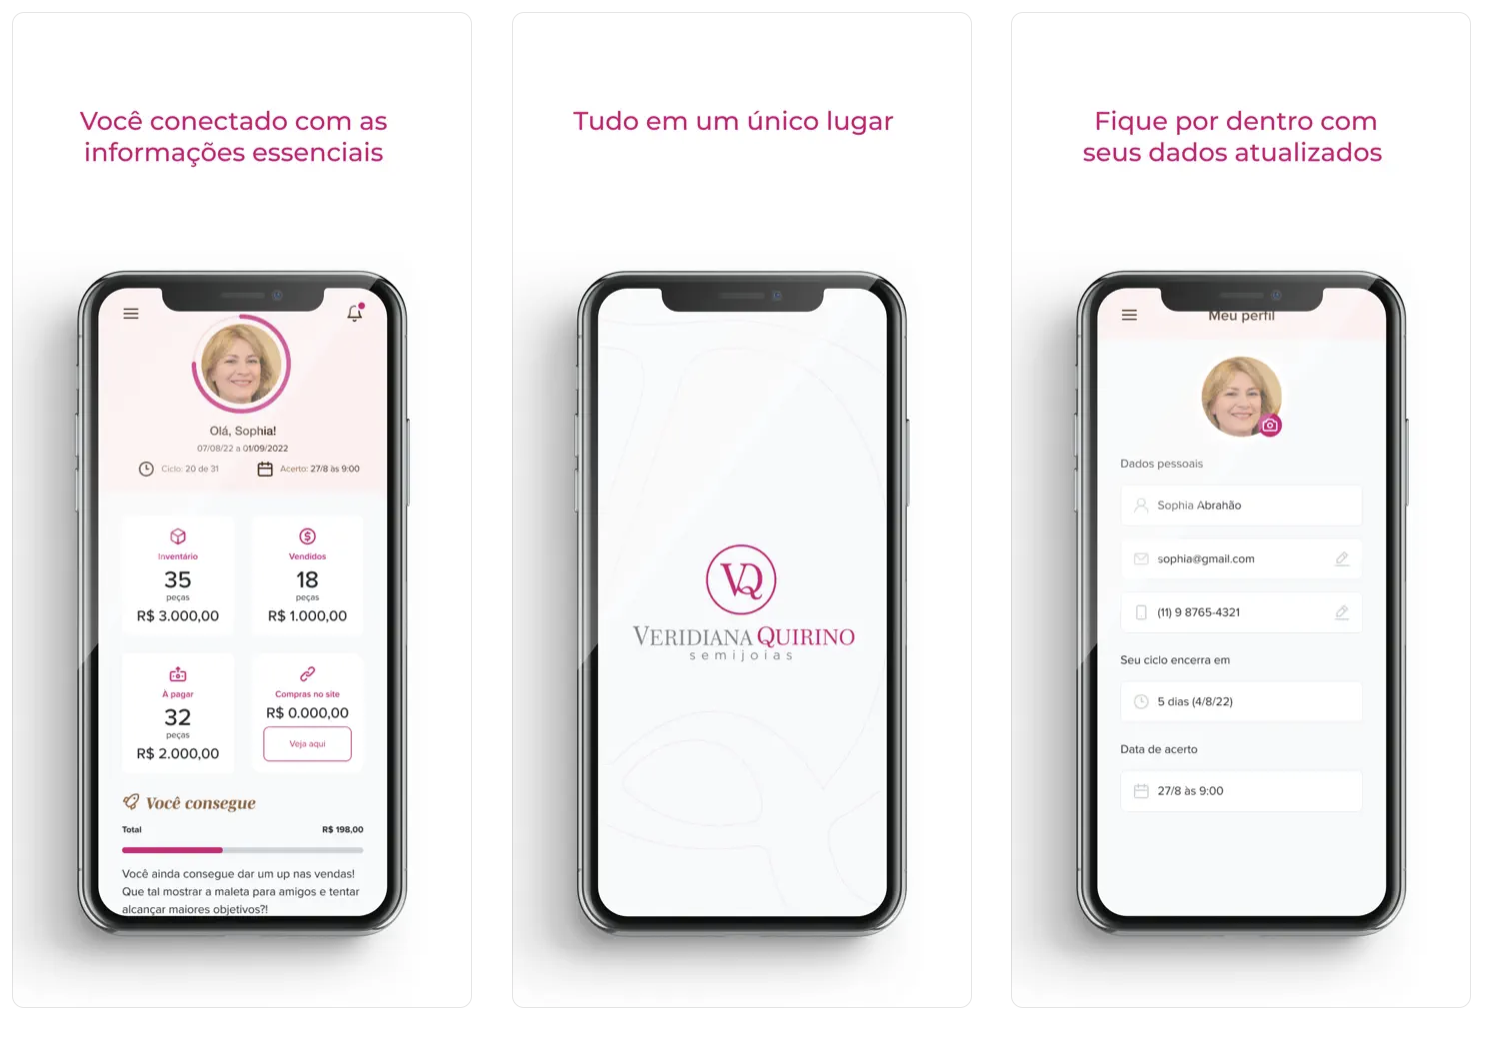 Você conectado com as
informações essenciais
Olá, Sophia!
07/08/22 a 01/09/2022
Ciclo: 20 de 31
Acerto: 27/8 às 9:00
Inventário
35
peças
R$ 3.000,00
Vendidos
18
peças
R$ 1.000,00
À pagar
32
peças
R$ 2.000,00
Compras no site
R$ 0.000,00
Veja aqui
Você consegue
Total
R$ 198,00
Você ainda consegue dar um up nas vendas!
Que tal mostrar a maleta para amigos e tentar
alcançar maiores objetivos?!
Tudo em um único lugar
VQ
VERIDIANA QUIRINO
semijoias
Fique por dentro com
seus dados atualizados
Meu perfil
Dados pessoais
Sophia Abrahão
sophia@gmail.com
(11) 9 8765-4321
Seu ciclo encerra em
5 dias (4/8/22)
Data de acerto
27/8 às 9:00